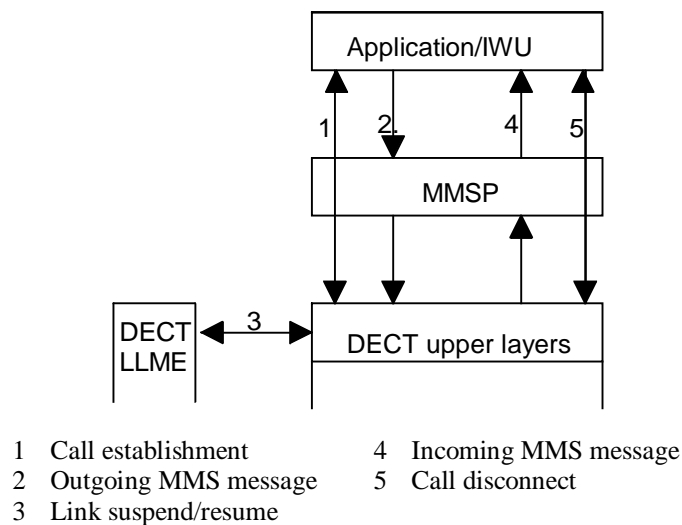 Application/IWU
1 2. 4 5
MMSP
DECT
LLME
3
DECT upper layers
1 Call establishment
2 Outgoing MMS message
3 Link suspend/resume
4 Incoming MMS message
5 Call disconnect